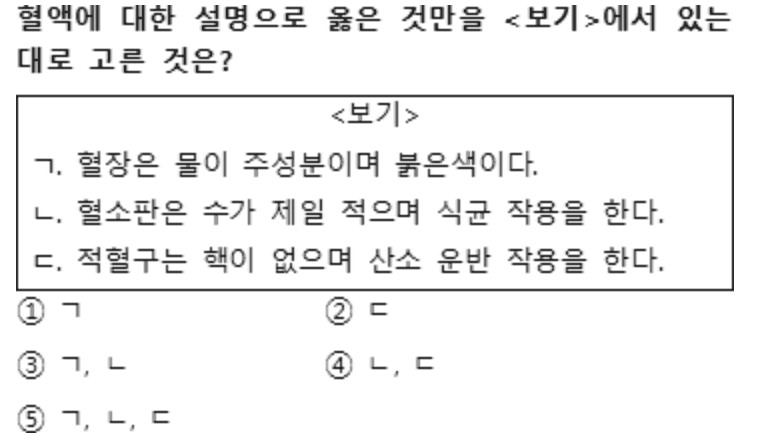 혈액에 대한 설명으로 옳은 것만을 <보기>에서 있는
대로 고른 것은?
<보기>
ㄱ. 혈장은 물이 주성분이며 붉은색이다.
ㄴ. 혈소판은 수가 제일 적으며 식균 작용을 한다.
ㄷ. 적혈구는 핵이 없으며 산소 운반 작용을 한다.
① ㄱ ② ㄷ
③ ㄱ, ㄴ ④ ㄴ, ㄷ
⑤ ㄱ, ㄴ, ㄷ